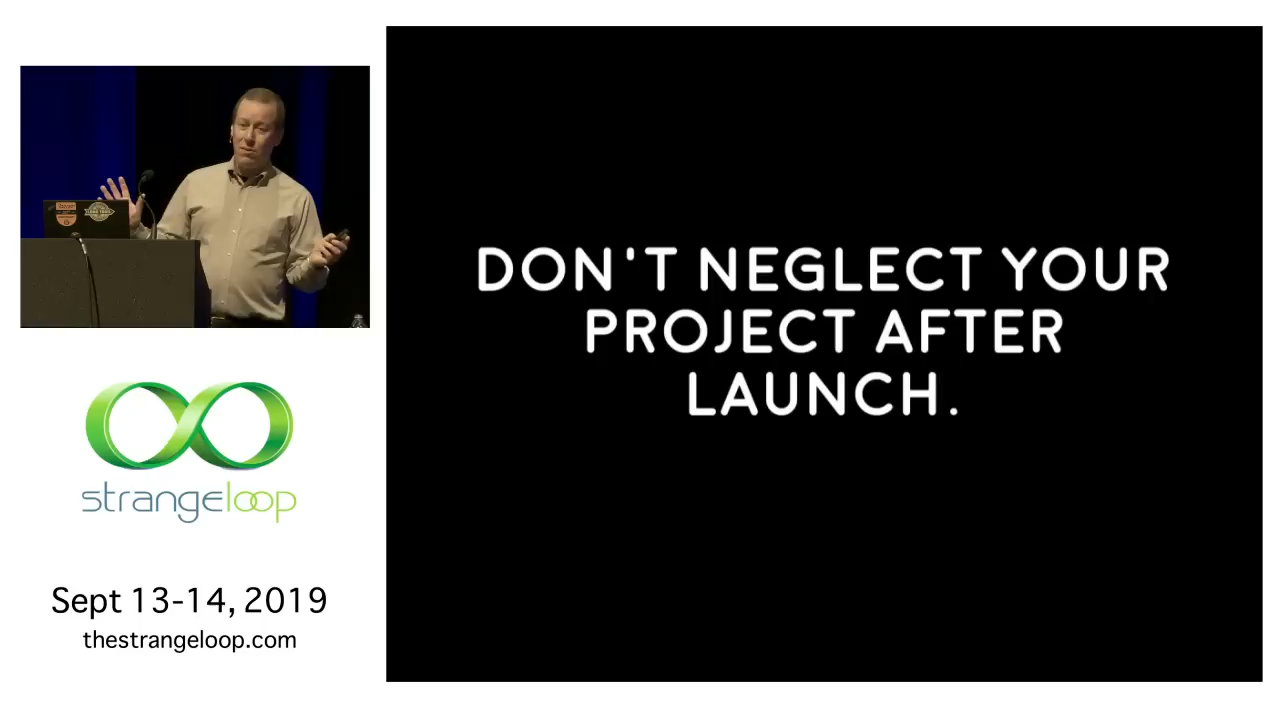 DON'T NEGLECT YOUR
PROJECT AFTER
LAUNCH.
strangeloop
Sept 13-14, 2019
thestrangeloop.com